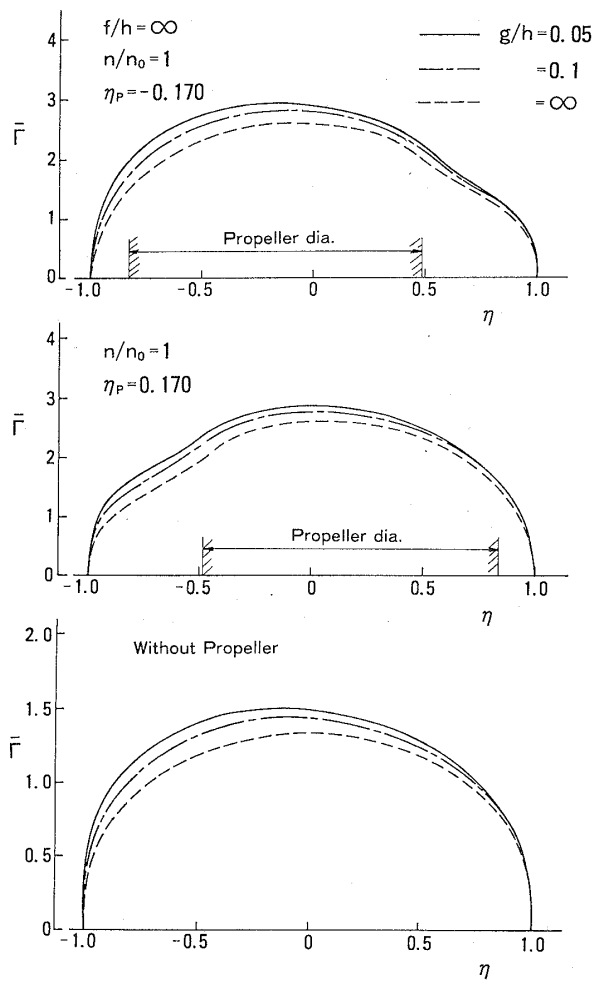 f/h=∞
n/n₀=1
ηP=-0.170
g/h=0.05
=0.1
=∞
4
3
2
1
0
Γ̄
Propeller dia.
-1.0 -0.5 0 0.5 1.0
η
n/n₀=1
ηP=0.170
4
3
2
1
0
Γ̄
Propeller dia.
-1.0 -0.5 0 0.5 1.0
η
Without Propeller
2.0
1.5
1.0
0.5
0
Γ̄
-1.0 -0.5 0 0.5 1.0
η